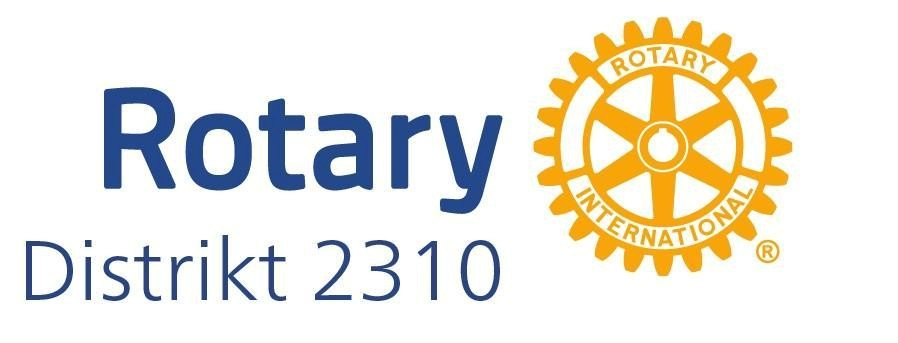 Rotary
Distrikt 2310
ROTARY
INTERNATIONAL
®